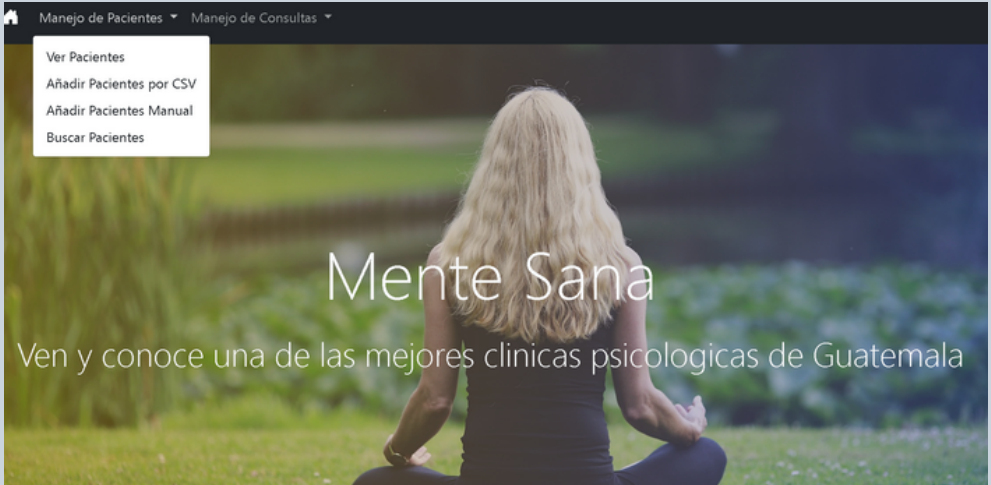 Manejo de Pacientes Manejo de Consultas
Ver Pacientes
Añadir Pacientes por CSV
Añadir Pacientes Manual
Buscar Pacientes
Mente Sana
Ven y conoce una de las mejores clinicas psicologicas de Guatemala